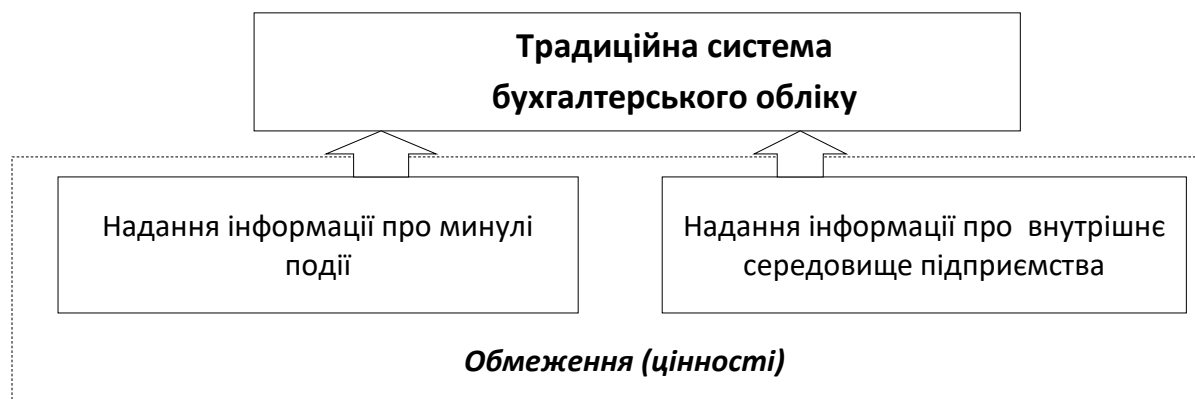 Традиційна система
бухгалтерського обліку
Надання інформації про минулі
події
Надання інформації про внутрішнє
середовище підприємства
Обмеження (цінності)